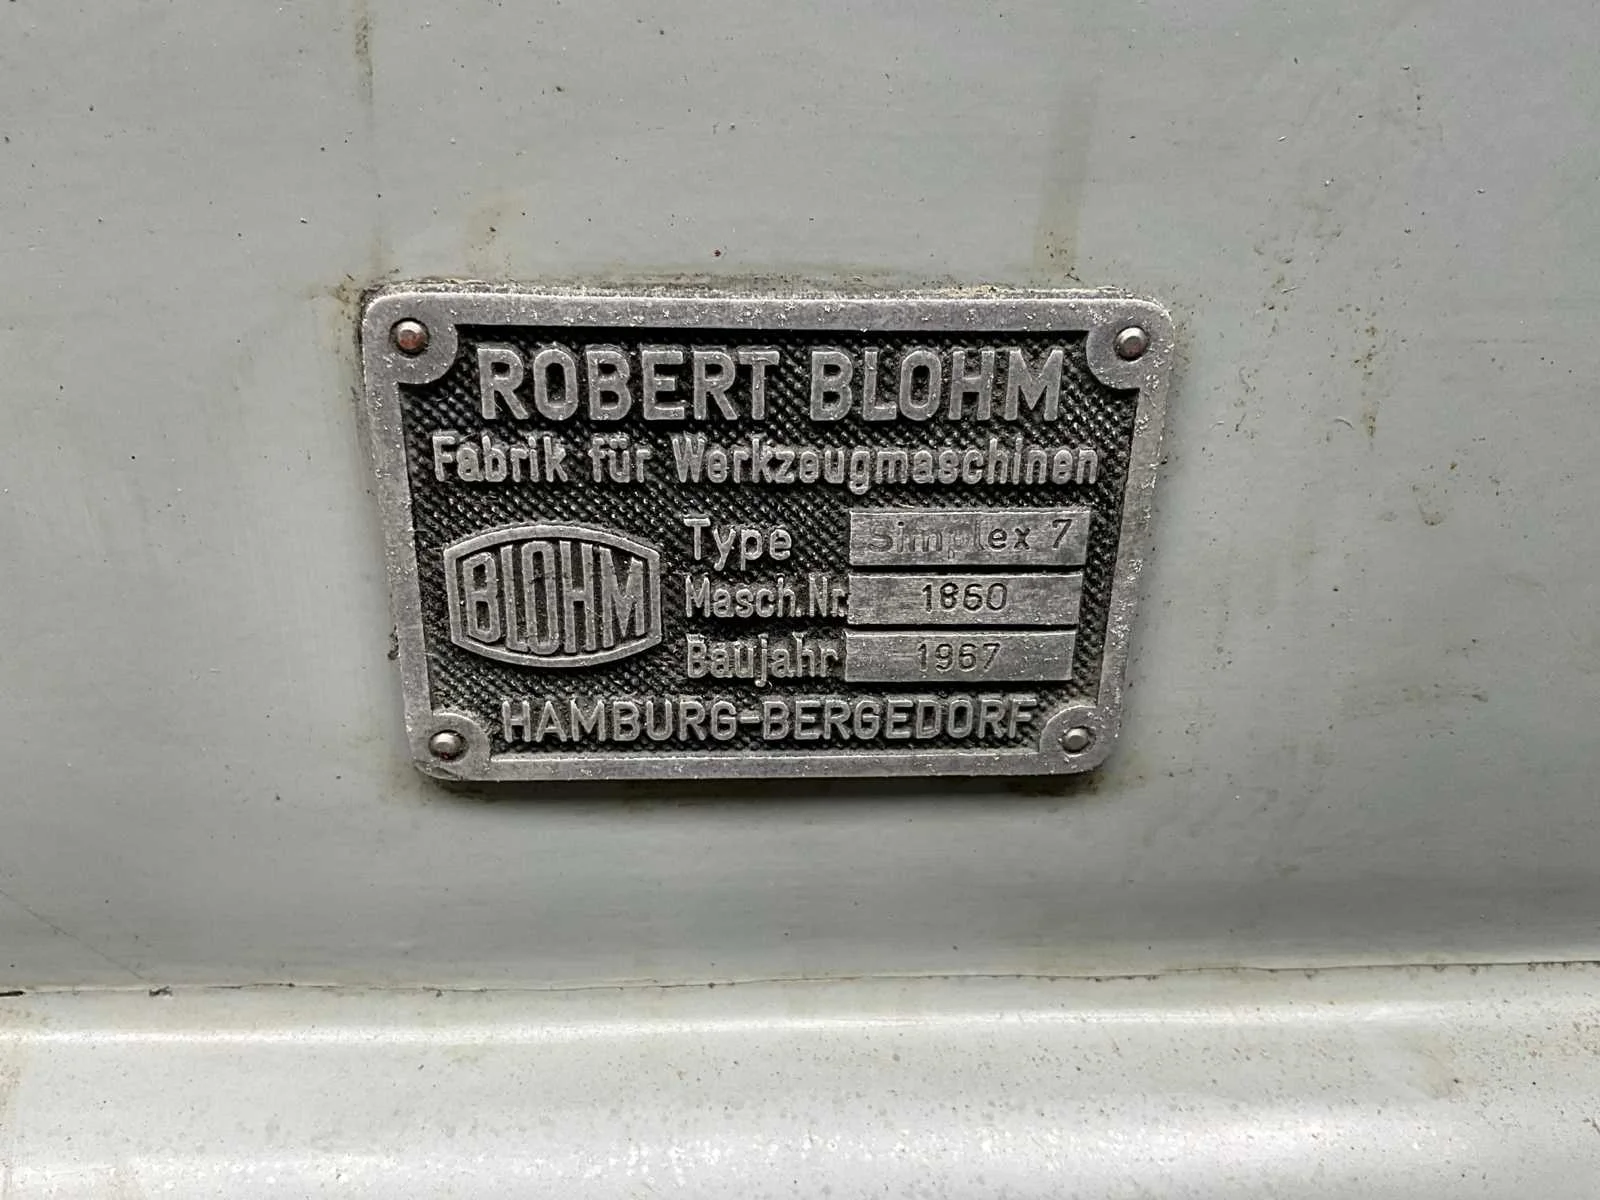 ROBERT BLOHM
Fabrik für Werkzeugmaschinen
BLOHM
Type Simplex 7
Masch.Nr. 1860
Baujahr 1967
HAMBURG-BERGEDORF